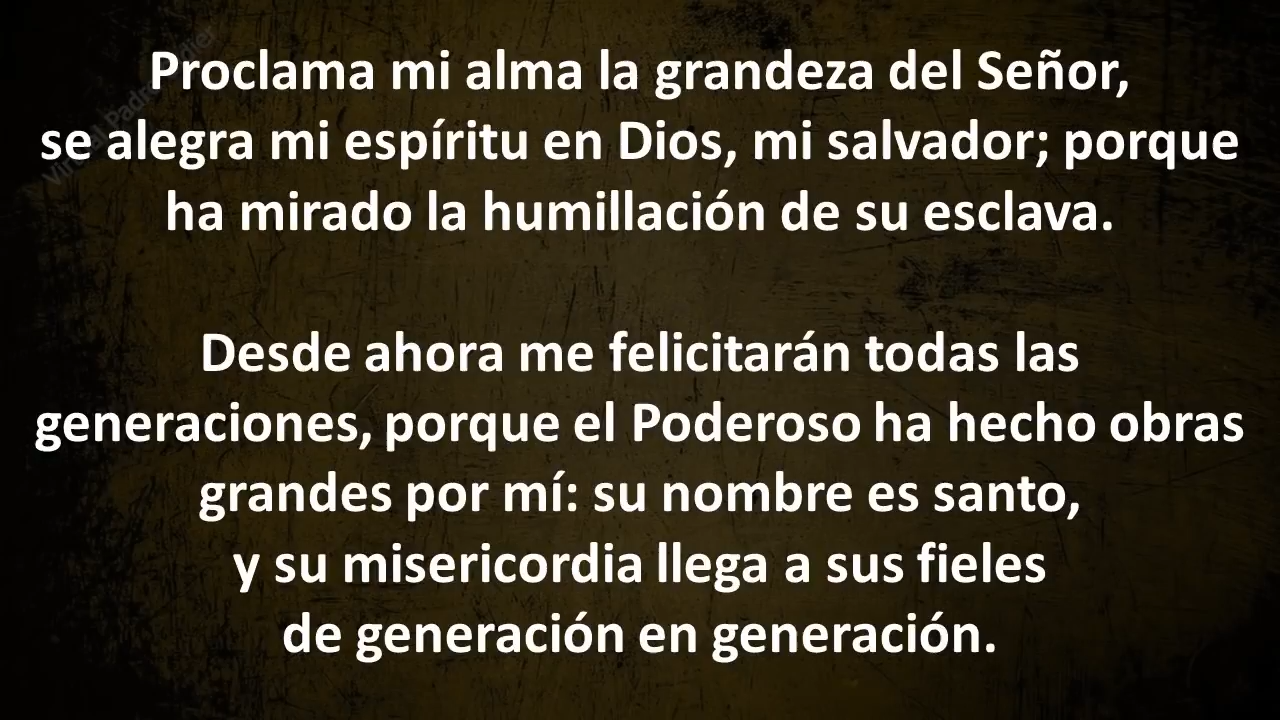 Proclama mi alma la grandeza del Señor,
se alegra mi espíritu en Dios, mi salvador; porque
ha mirado la humillación de su esclava.
Desde ahora me felicitarán todas las
generaciones, porque el Poderoso ha hecho obras
grandes por mí: su nombre es santo,
y su misericordia llega a sus fieles
de generación en generación.